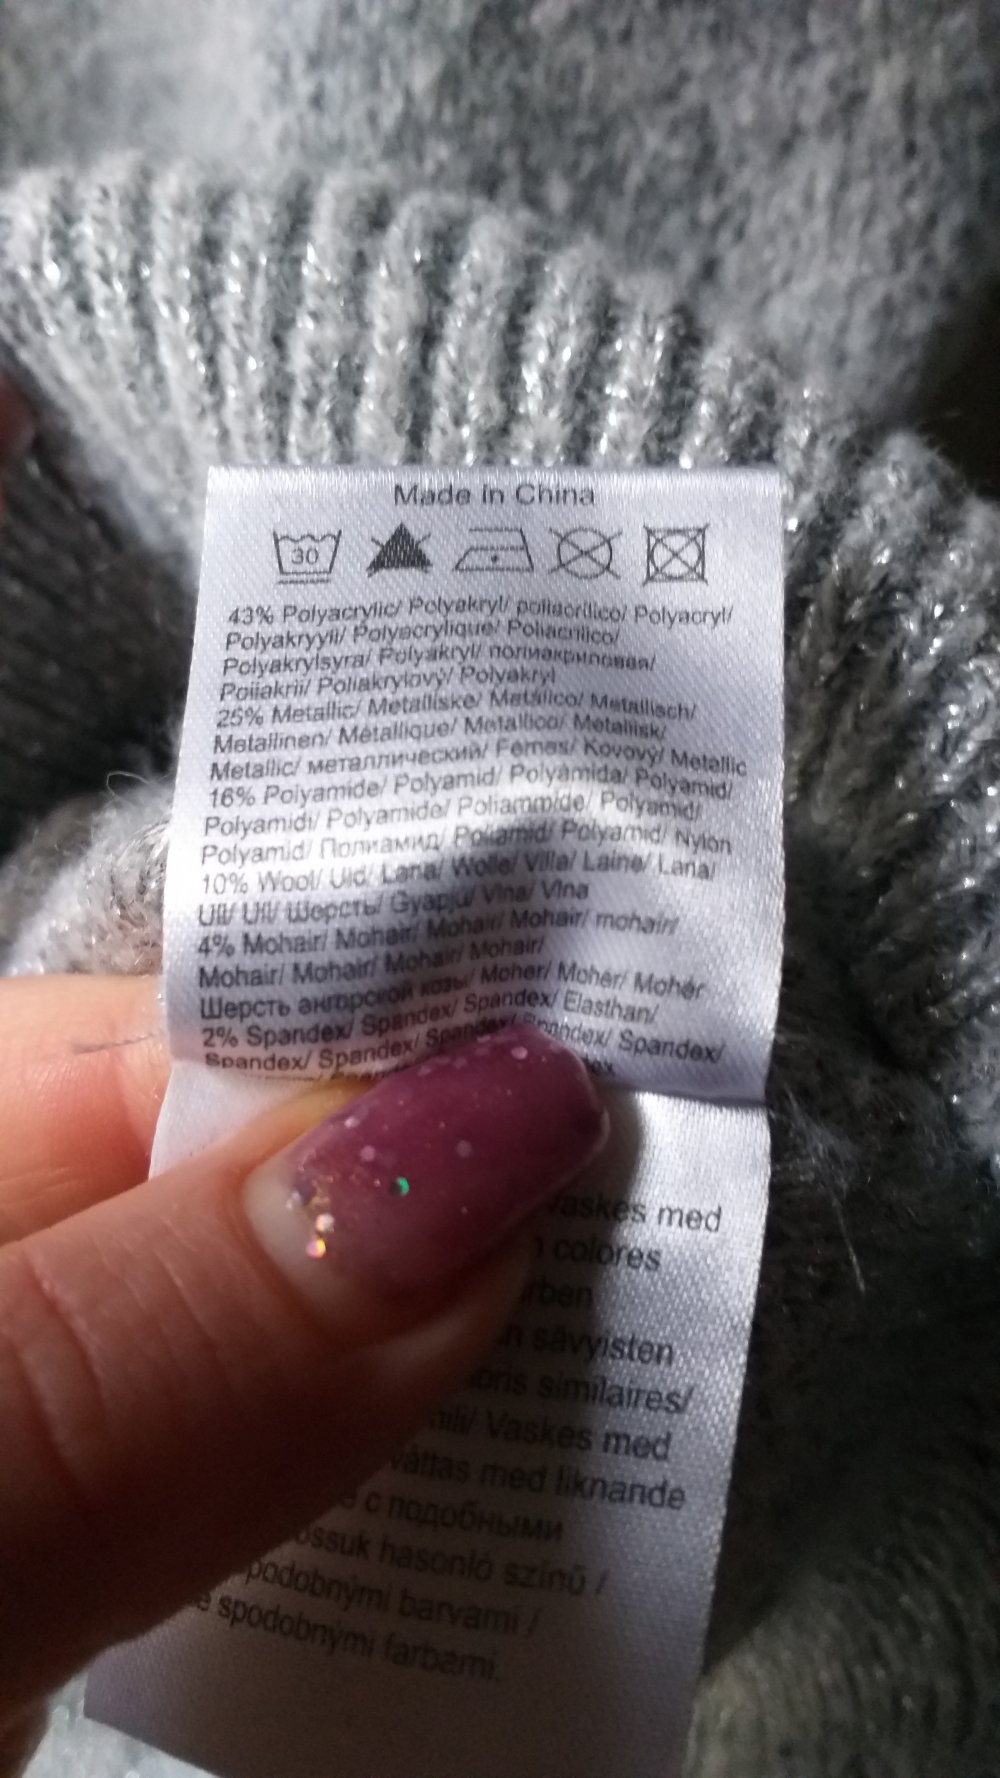 Made in China
30
43% Polyacrylic/ Polyakryl/ poliacrilico/ Polyacryl/
Polyakryyli/ Polyacrylique/ Poliacrilico/
Polyakrylsyra/ Polyakryl/ полиакриловая/
Poliakril/ Poliakrylový/ Polyakryl
25% Metallic/ Metalliske/ Metálico/ Metallisch/
Metallinen/ Métallique/ Metallico/ Metallisk/
Metallic/ металлический/ Fémes/ Kovový/ Metallic
16% Polyamide/ Polyamid/ Polyamida/ Polyamid/
Polyamidi/ Polyamide/ Poliammide/ Polyamid/
Polyamid/ Полиамид/ Poliamid/ Polyamid/ Nylon
10% Wool/ Uld/ Lana/ Wolle/ Villa/ Laine/ Lana/
Ull/ Ull/ Шерсть/ Gyapjú/ Vlna/ Vlna
4% Mohair/ Mohair/ Mohair/ Mohair/ mohair/
Mohair/ Mohair/ Mohair/ Mohair/
Шерсть ангорской козы/ Moher/ Moher/ Mohér
2% Spandex/ Spandex/ Spandex/ Elasthan/
Spandex/ Spandex/ Spandex/ Spandex/ Spandex/
Vaskes med
colores
sävyisten
similaires/
Vaskes med
med liknande
с подобными
hasonló színű /
barvami /
spodobnými farbami.